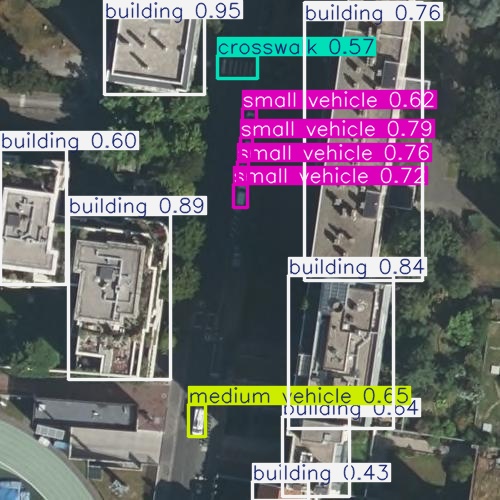 building 0.95
building 0.76
crosswalk 0.57
small vehicle 0.62
small vehicle 0.79
building 0.60
small vehicle 0.76
small vehicle 0.72
building 0.89
building 0.84
medium vehicle 0.65
building 0.64
building 0.43